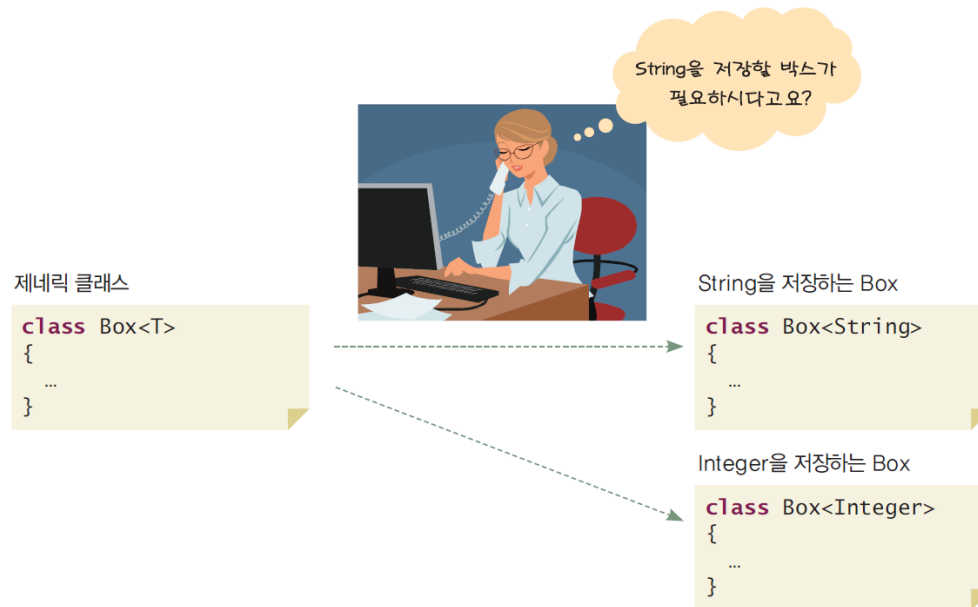 String을 저장할 박스가
필요하시다고요?
제네릭 클래스
class Box<T>
{
…
}
String을 저장하는 Box
class Box<String>
{
…
}
Integer을 저장하는 Box
class Box<Integer>
{
…
}